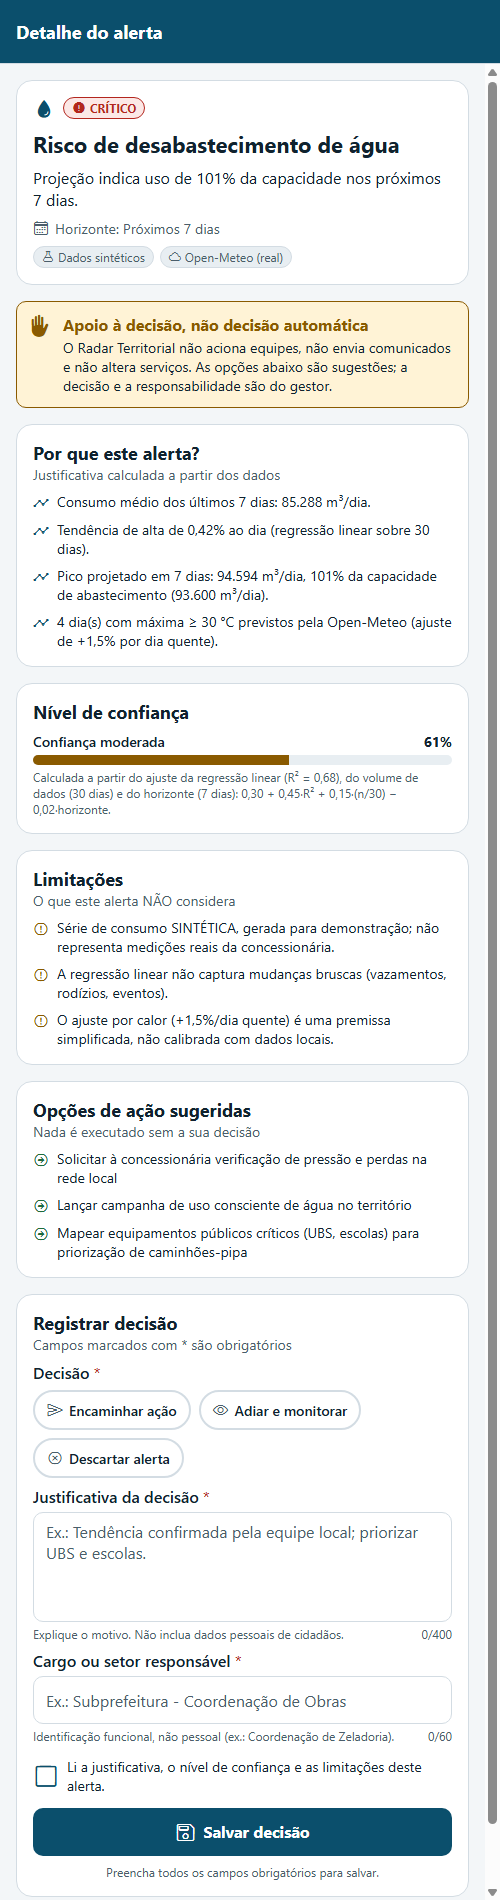 Detalhe do alerta
CRÍTICO
Risco de desabastecimento de água
Projeção indica uso de 101% da capacidade nos próximos
7 dias.
Horizonte: Próximos 7 dias
Dados sintéticos
Open-Meteo (real)
Apoio à decisão, não decisão automática
O Radar Territorial não aciona equipes, não envia comunicados
e não altera serviços. As opções abaixo são sugestões; a
decisão e a responsabilidade são do gestor.
Por que este alerta?
Justificativa calculada a partir dos dados
Consumo médio dos últimos 7 dias: 85.288 m³/dia.
Tendência de alta de 0,42% ao dia (regressão linear sobre 30
dias).
Pico projetado em 7 dias: 94.594 m³/dia, 101% da capacidade
de abastecimento (93.600 m³/dia).
4 dia(s) com máxima ≥ 30 °C previstos pela Open-Meteo (ajuste
de +1,5% por dia quente).
Nível de confiança
Confiança moderada 61%
Calculada a partir do ajuste da regressão linear (R² = 0,68), do volume de
dados (30 dias) e do horizonte (7 dias): 0,30 + 0,45·R² + 0,15·(n/30) −
0,02·horizonte.
Limitações
O que este alerta NÃO considera
Série de consumo SINTÉTICA, gerada para demonstração; não
representa medições reais da concessionária.
A regressão linear não captura mudanças bruscas (vazamentos,
rodízios, eventos).
O ajuste por calor (+1,5%/dia quente) é uma premissa
simplificada, não calibrada com dados locais.
Opções de ação sugeridas
Nada é executado sem a sua decisão
Solicitar à concessionária verificação de pressão e perdas na
rede local
Lançar campanha de uso consciente de água no território
Mapear equipamentos públicos críticos (UBS, escolas) para
priorização de caminhões-pipa
Registrar decisão
Campos marcados com * são obrigatórios
Decisão *
Encaminhar ação
Adiar e monitorar
Descartar alerta
Justificativa da decisão *
Ex.: Tendência confirmada pela equipe local; priorizar
UBS e escolas.
Explique o motivo. Não inclua dados pessoais de cidadãos. 0/400
Cargo ou setor responsável *
Ex.: Subprefeitura - Coordenação de Obras
Identificação funcional, não pessoal (ex.: Coordenação de Zeladoria). 0/60
Li a justificativa, o nível de confiança e as limitações deste
alerta.
Salvar decisão
Preencha todos os campos obrigatórios para salvar.